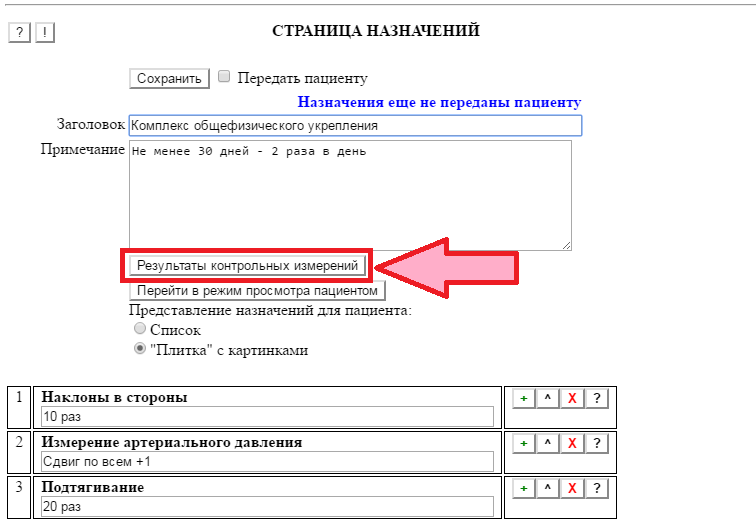 ? ! СТРАНИЦА НАЗНАЧЕНИЙ
Сохранить Передать пациенту
Назначения еще не переданы пациенту
Заголовок Комплекс общефизического укрепления
Примечание Не менее 30 дней - 2 раза в день
Результаты контрольных измерений
Перейти в режим просмотра пациентом
Представление назначений для пациента:
Список
"Плитка" с картинками
1 Наклоны в стороны + ^ X ?
10 раз
2 Измерение артериального давления + ^ X ?
Сдвиг по всем +1
3 Подтягивание + ^ X ?
20 раз